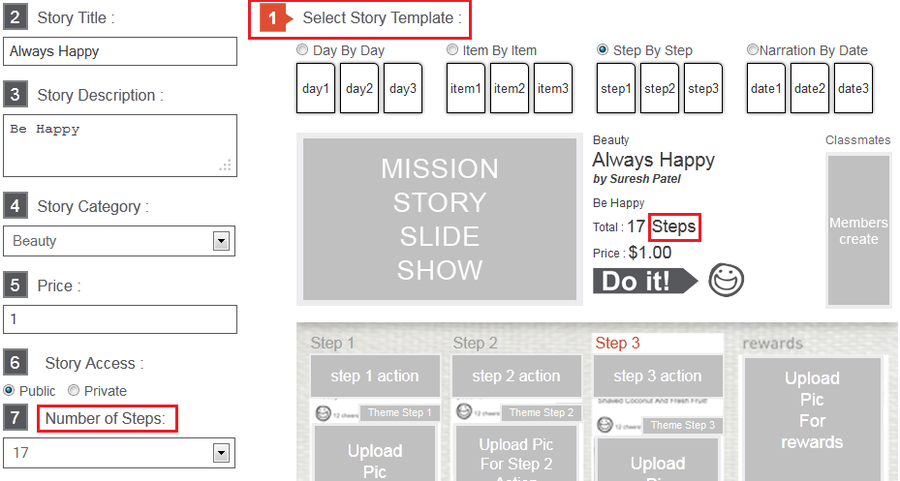 2 Story Title :
Always Happy
3 Story Description :
Be Happy
4 Story Category :
Beauty
5 Price :
1
6 Story Access :
Public Private
7 Number of Steps:
17
1 Select Story Template :
Day By Day Item By Item Step By Step Narration By Date
day1 day2 day3 item1 item2 item3 step1 step2 step3 date1 date2 date3
MISSION
STORY
SLIDE
SHOW
Beauty
Always Happy
by Suresh Patel
Be Happy
Total : 17 Steps
Price : $1.00
Do it!
Classmates
Members
create
Step 1
step 1 action
12 cheers Theme Step 1
Upload
Pic
Step 2
step 2 action
12 cheers Theme Step 2
Upload Pic
For Step 2
Action
Step 3
step 3 action
Shaved Coconut And Fresh Fruit
12 cheers Theme Step 3
Upload
Pic
rewards
Upload
Pic
For
rewards